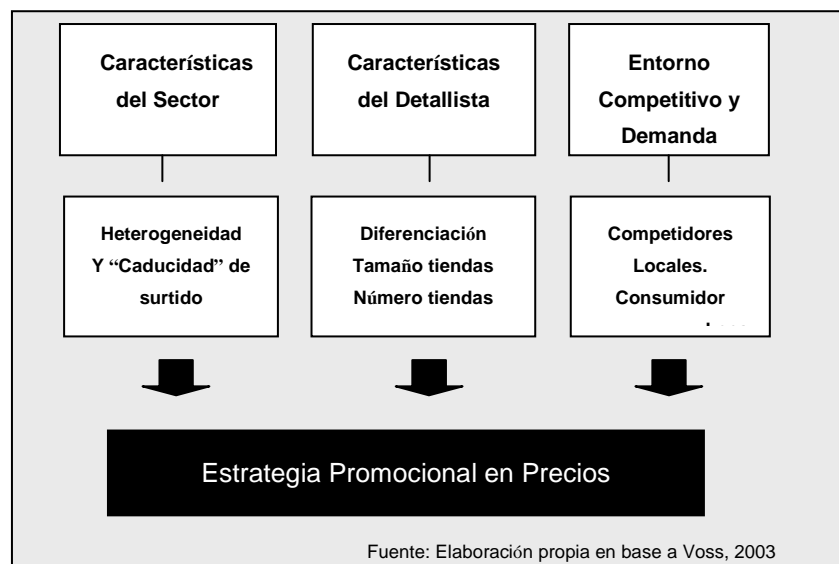 Características
del Sector
Características
del Detallista
Entorno
Competitivo y
Demanda
Heterogeneidad
Y “Caducidad” de
surtido
Diferenciación
Tamaño tiendas
Número tiendas
Competidores
Locales.
Consumidor
Estrategia Promocional en Precios
Fuente: Elaboración propia en base a Voss, 2003